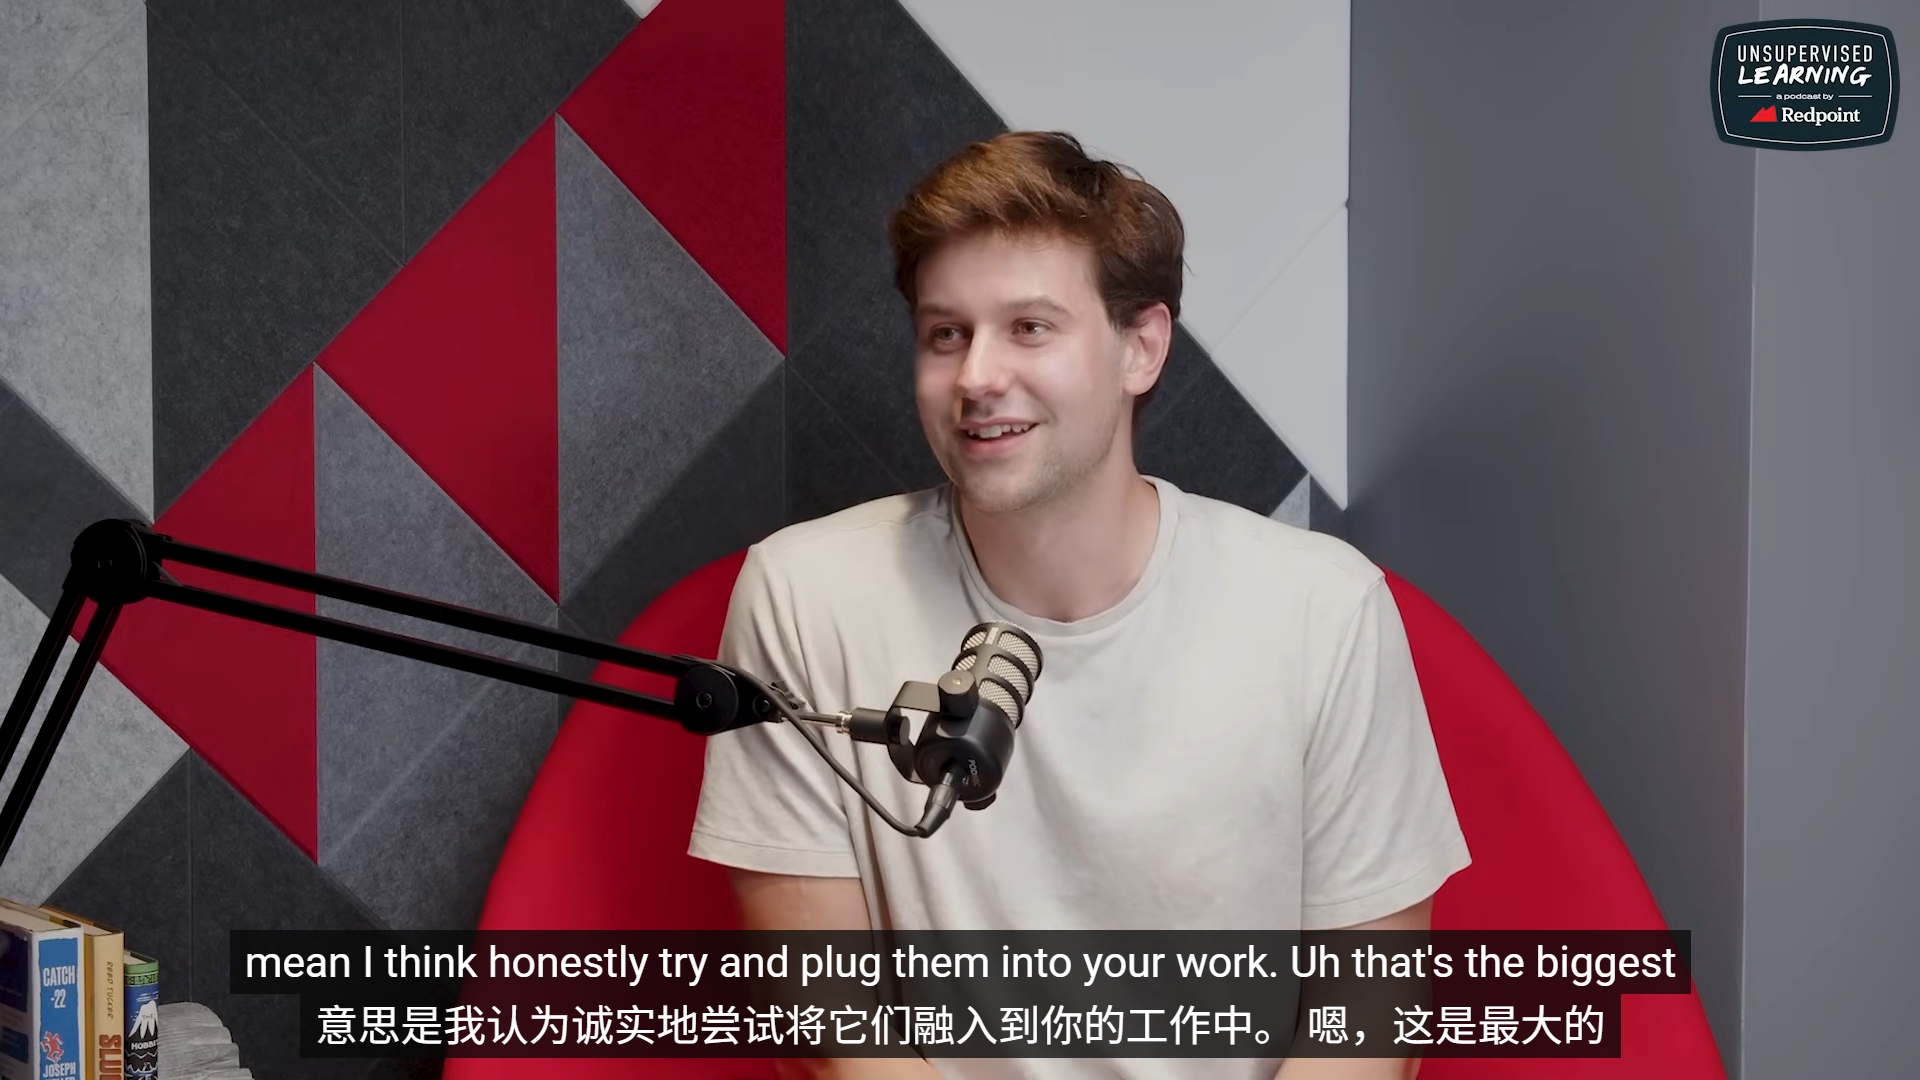 UNSUPERVISED
LEARNING
a podcast by
Redpoint
CATCH
-22
JOSEPH
THE
HOBBIT
mean I think honestly try and plug them into your work. Uh that's the biggest
意思是我认为诚实地尝试将它们融入到你的工作中。 嗯，这是最大的